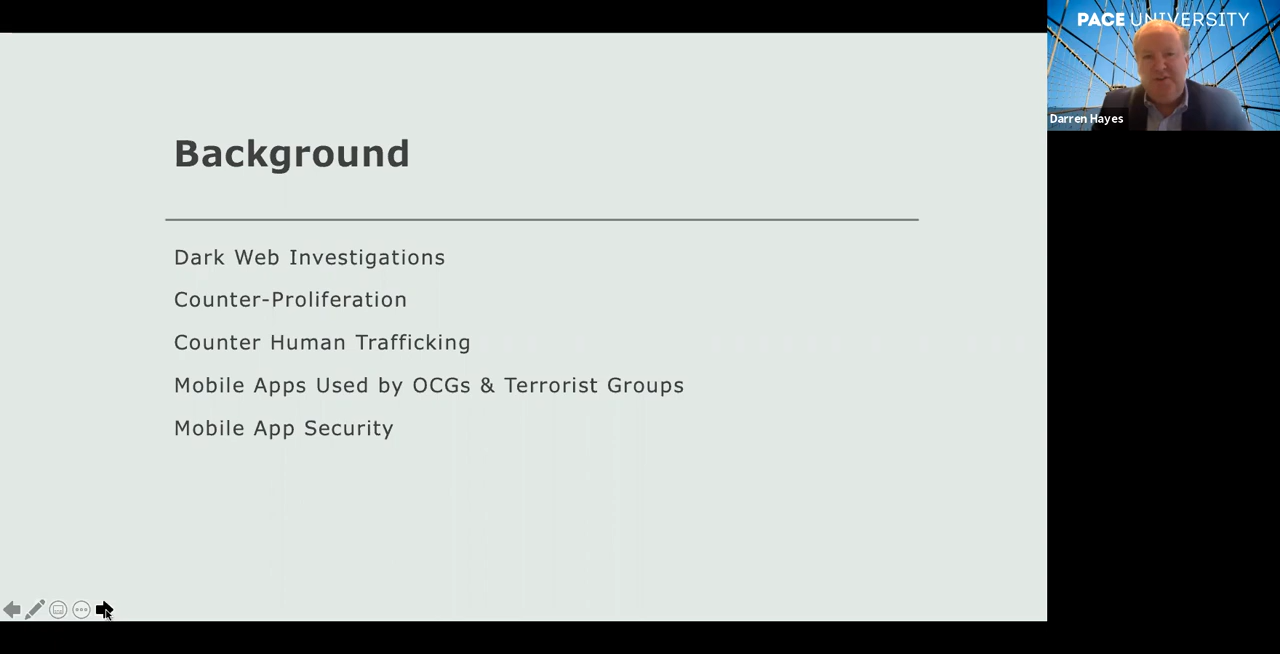 Background
Dark Web Investigations
Counter-Proliferation
Counter Human Trafficking
Mobile Apps Used by OCGs & Terrorist Groups
Mobile App Security
PACE UNIVERSITY
Darren Hayes